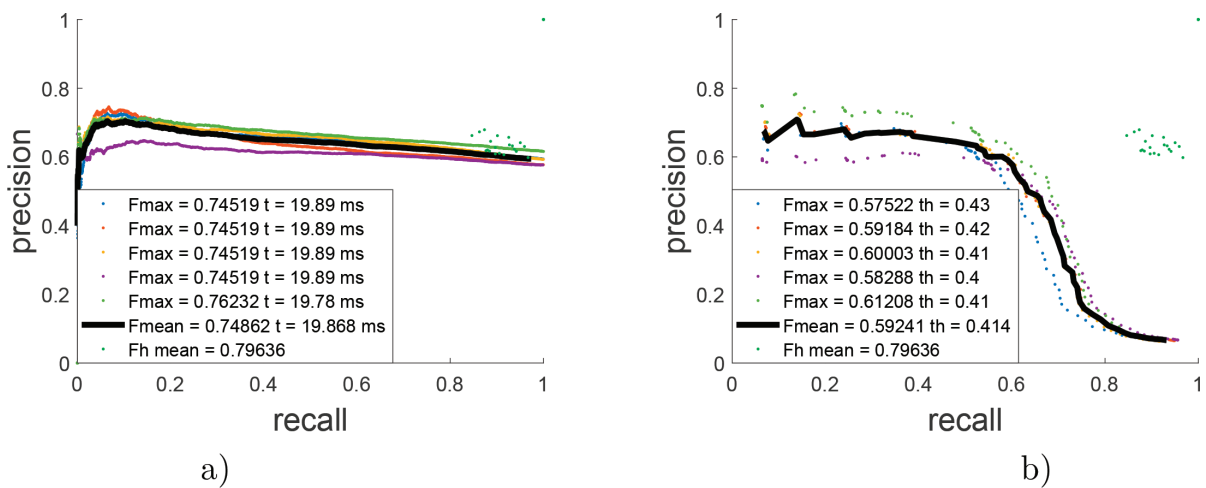 1
0.8
0.6
0.4
0.2
0
precision
Fmax = 0.74519 t = 19.89 ms
Fmax = 0.74519 t = 19.89 ms
Fmax = 0.74519 t = 19.89 ms
Fmax = 0.74519 t = 19.89 ms
Fmax = 0.76232 t = 19.78 ms
Fmean = 0.74862 t = 19.868 ms
Fh mean = 0.79636
0 0.2 0.4 0.6 0.8 1
recall
a)
1
0.8
0.6
0.4
0.2
0
precision
Fmax = 0.57522 th = 0.43
Fmax = 0.59184 th = 0.42
Fmax = 0.60003 th = 0.41
Fmax = 0.58288 th = 0.4
Fmax = 0.61208 th = 0.41
Fmean = 0.59241 th = 0.414
Fh mean = 0.79636
0 0.2 0.4 0.6 0.8 1
recall
b)